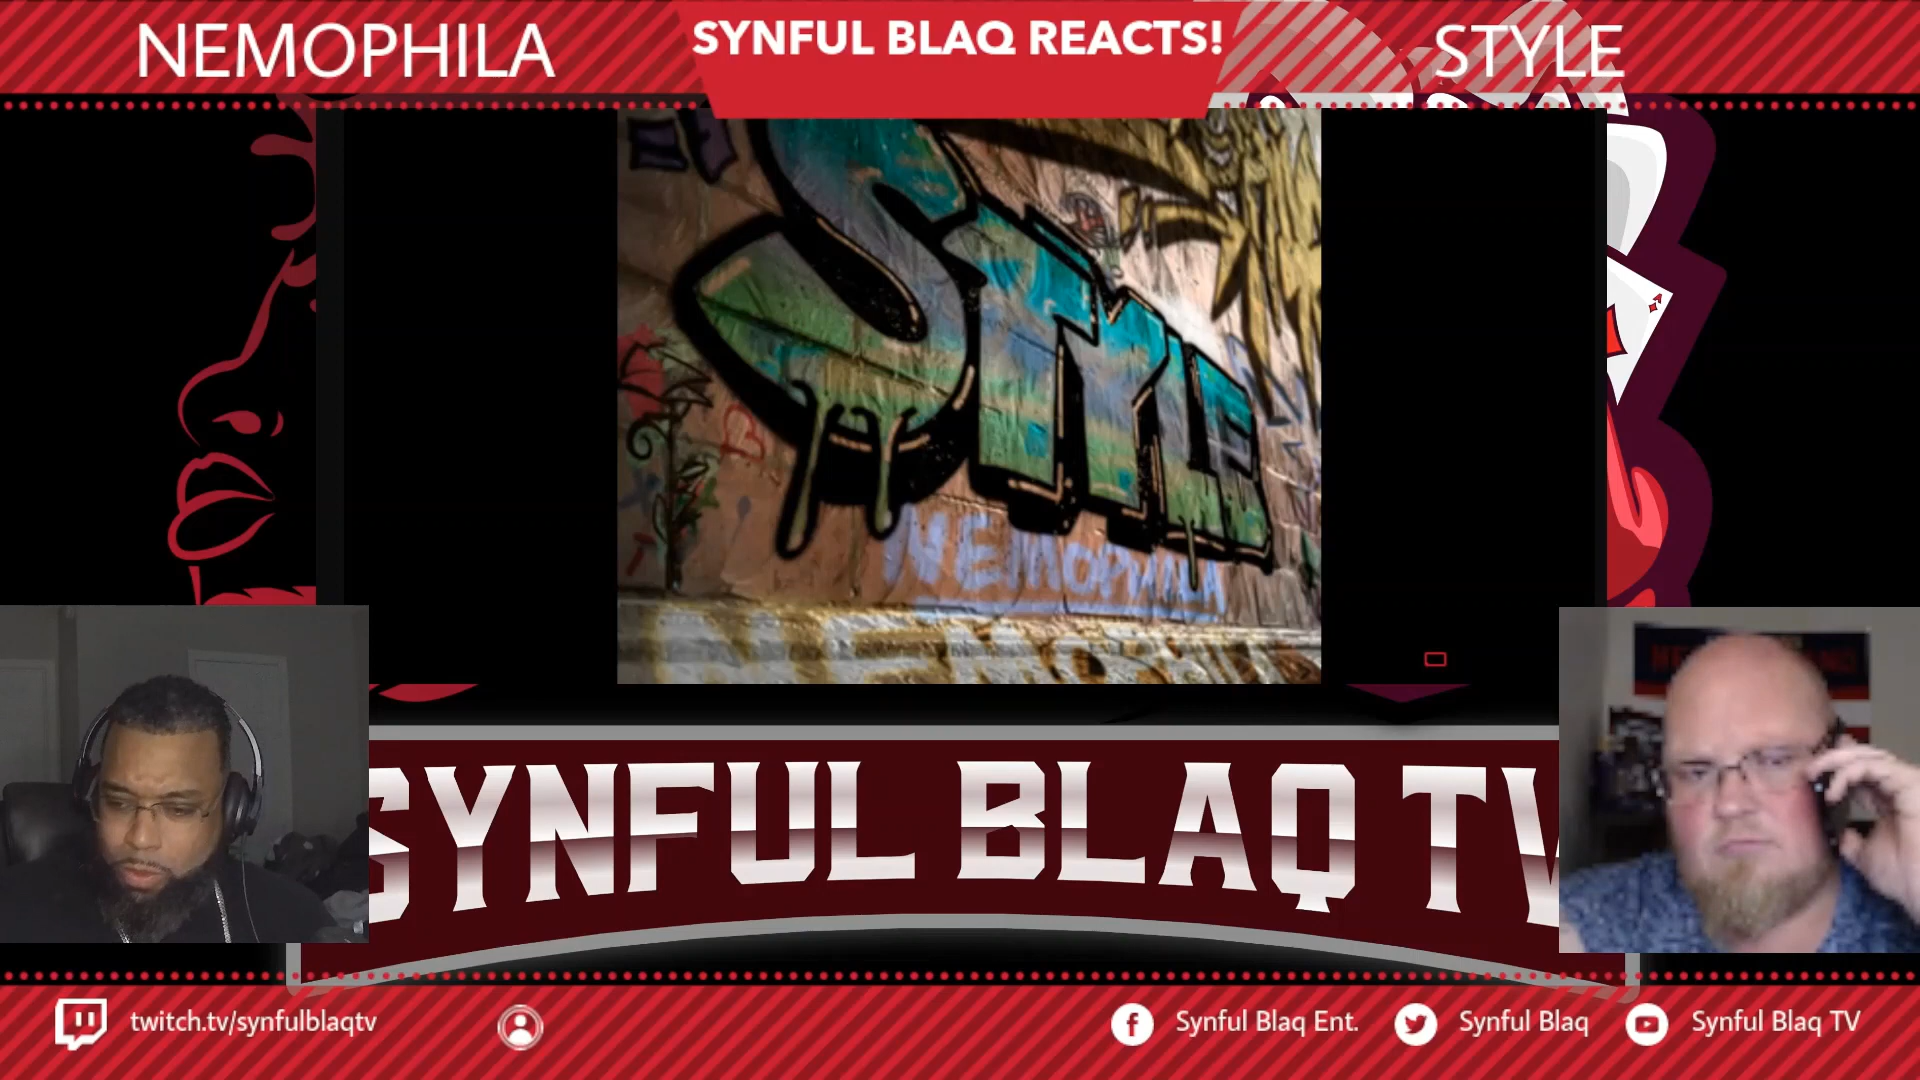 NEMOPHILA
SYNFUL BLAQ REACTS!
STYLE
STYLE
NEMOPHILA
NEMOPHILA
A
SYNFUL BLAQ TV
twitch.tv/synfulblaqtv
Synful Blaq Ent.
Synful Blaq
Synful Blaq TV